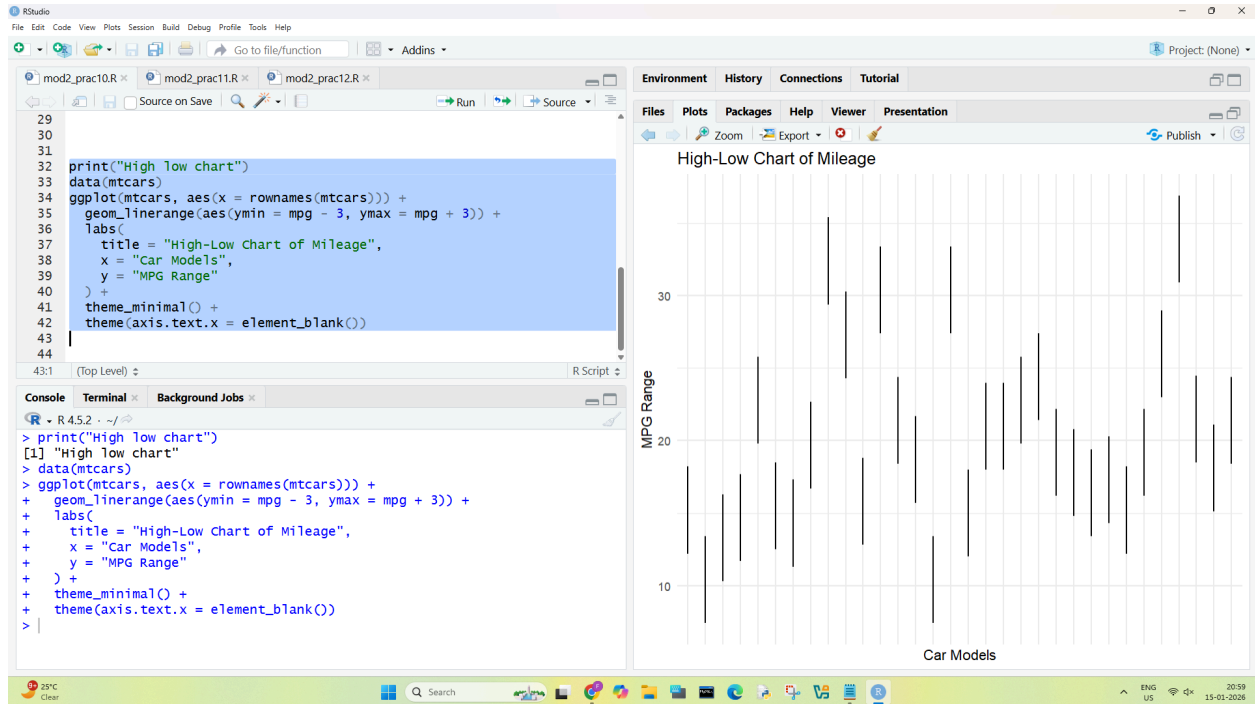 RStudio
File Edit Code View Plots Session Build Debug Profile Tools Help
Go to file/function Addins Project: (None)
mod2_prac10.R mod2_prac11.R mod2_prac12.R
Source on Save Run Source
29
30
31
32 print("High low chart")
33 data(mtcars)
34 ggplot(mtcars, aes(x = rownames(mtcars))) +
35 geom_linerange(aes(ymin = mpg - 3, ymax = mpg + 3)) +
36 labs(
37 title = "High-Low Chart of Mileage",
38 x = "Car Models",
39 y = "MPG Range"
40 ) +
41 theme_minimal() +
42 theme(axis.text.x = element_blank())
43
44
43:1 (Top Level) R Script
Console Terminal Background Jobs
R 4.5.2 · ~/
> print("High low chart")
[1] "High low chart"
> data(mtcars)
> ggplot(mtcars, aes(x = rownames(mtcars))) +
+ geom_linerange(aes(ymin = mpg - 3, ymax = mpg + 3)) +
+ labs(
+ title = "High-Low Chart of Mileage",
+ x = "Car Models",
+ y = "MPG Range"
+ ) +
+ theme_minimal() +
+ theme(axis.text.x = element_blank())
>
Environment History Connections Tutorial
Files Plots Packages Help Viewer Presentation
Zoom Export Publish
High-Low Chart of Mileage
30
20
10
MPG Range
Car Models
25°C
Clear
Search
ENG
US
20:59
15-01-2026